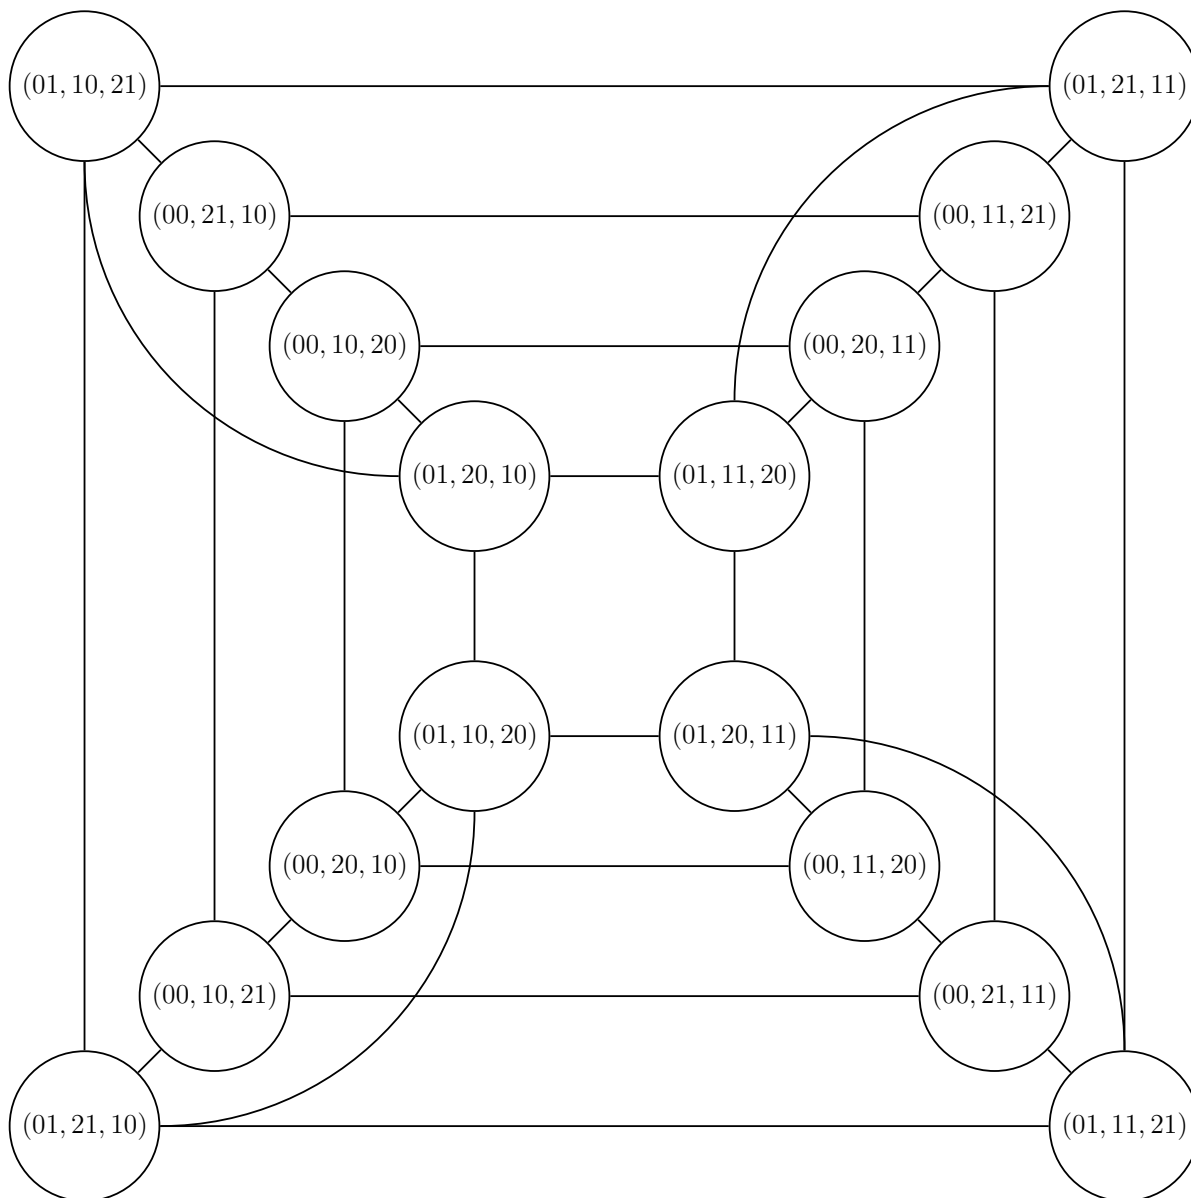 (01, 10, 21)
(01, 21, 11)
(00, 21, 10)
(00, 11, 21)
(00, 10, 20)
(00, 20, 11)
(01, 20, 10)
(01, 11, 20)
(01, 10, 20)
(01, 20, 11)
(00, 20, 10)
(00, 11, 20)
(00, 10, 21)
(00, 21, 11)
(01, 21, 10)
(01, 11, 21)